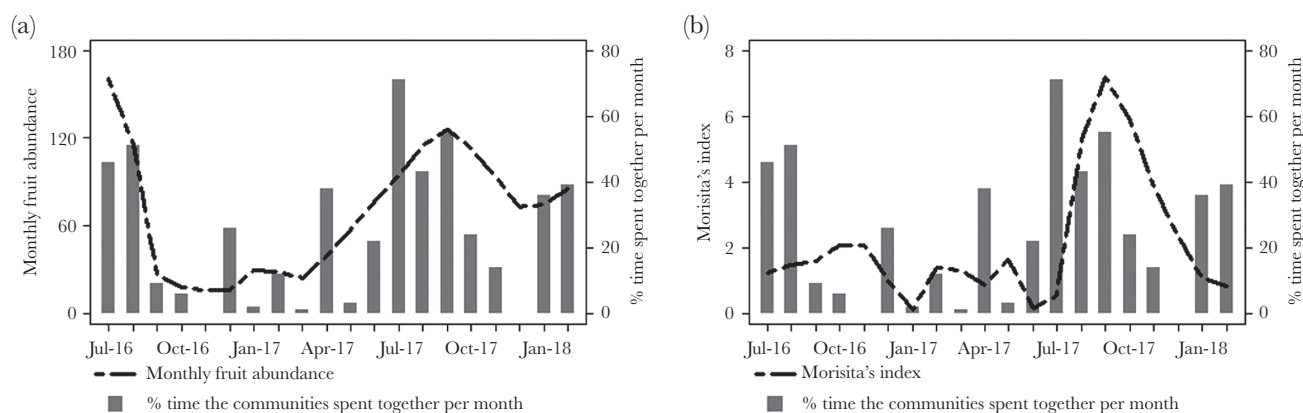 (a)
180
120
60
0
Monthly fruit abundance
80
60
40
20
0
% time spent together per month
Jul-16 Oct-16 Jan-17 Apr-17 Jul-17 Oct-17 Jan-18
Monthly fruit abundance
% time the communities spent together per month
(b)
8
6
4
2
0
Morisita's index
80
60
40
20
0
% time spent together per month
Jul-16 Oct-16 Jan-17 Apr-17 Jul-17 Oct-17 Jan-18
Morisita's index
% time the communities spent together per month